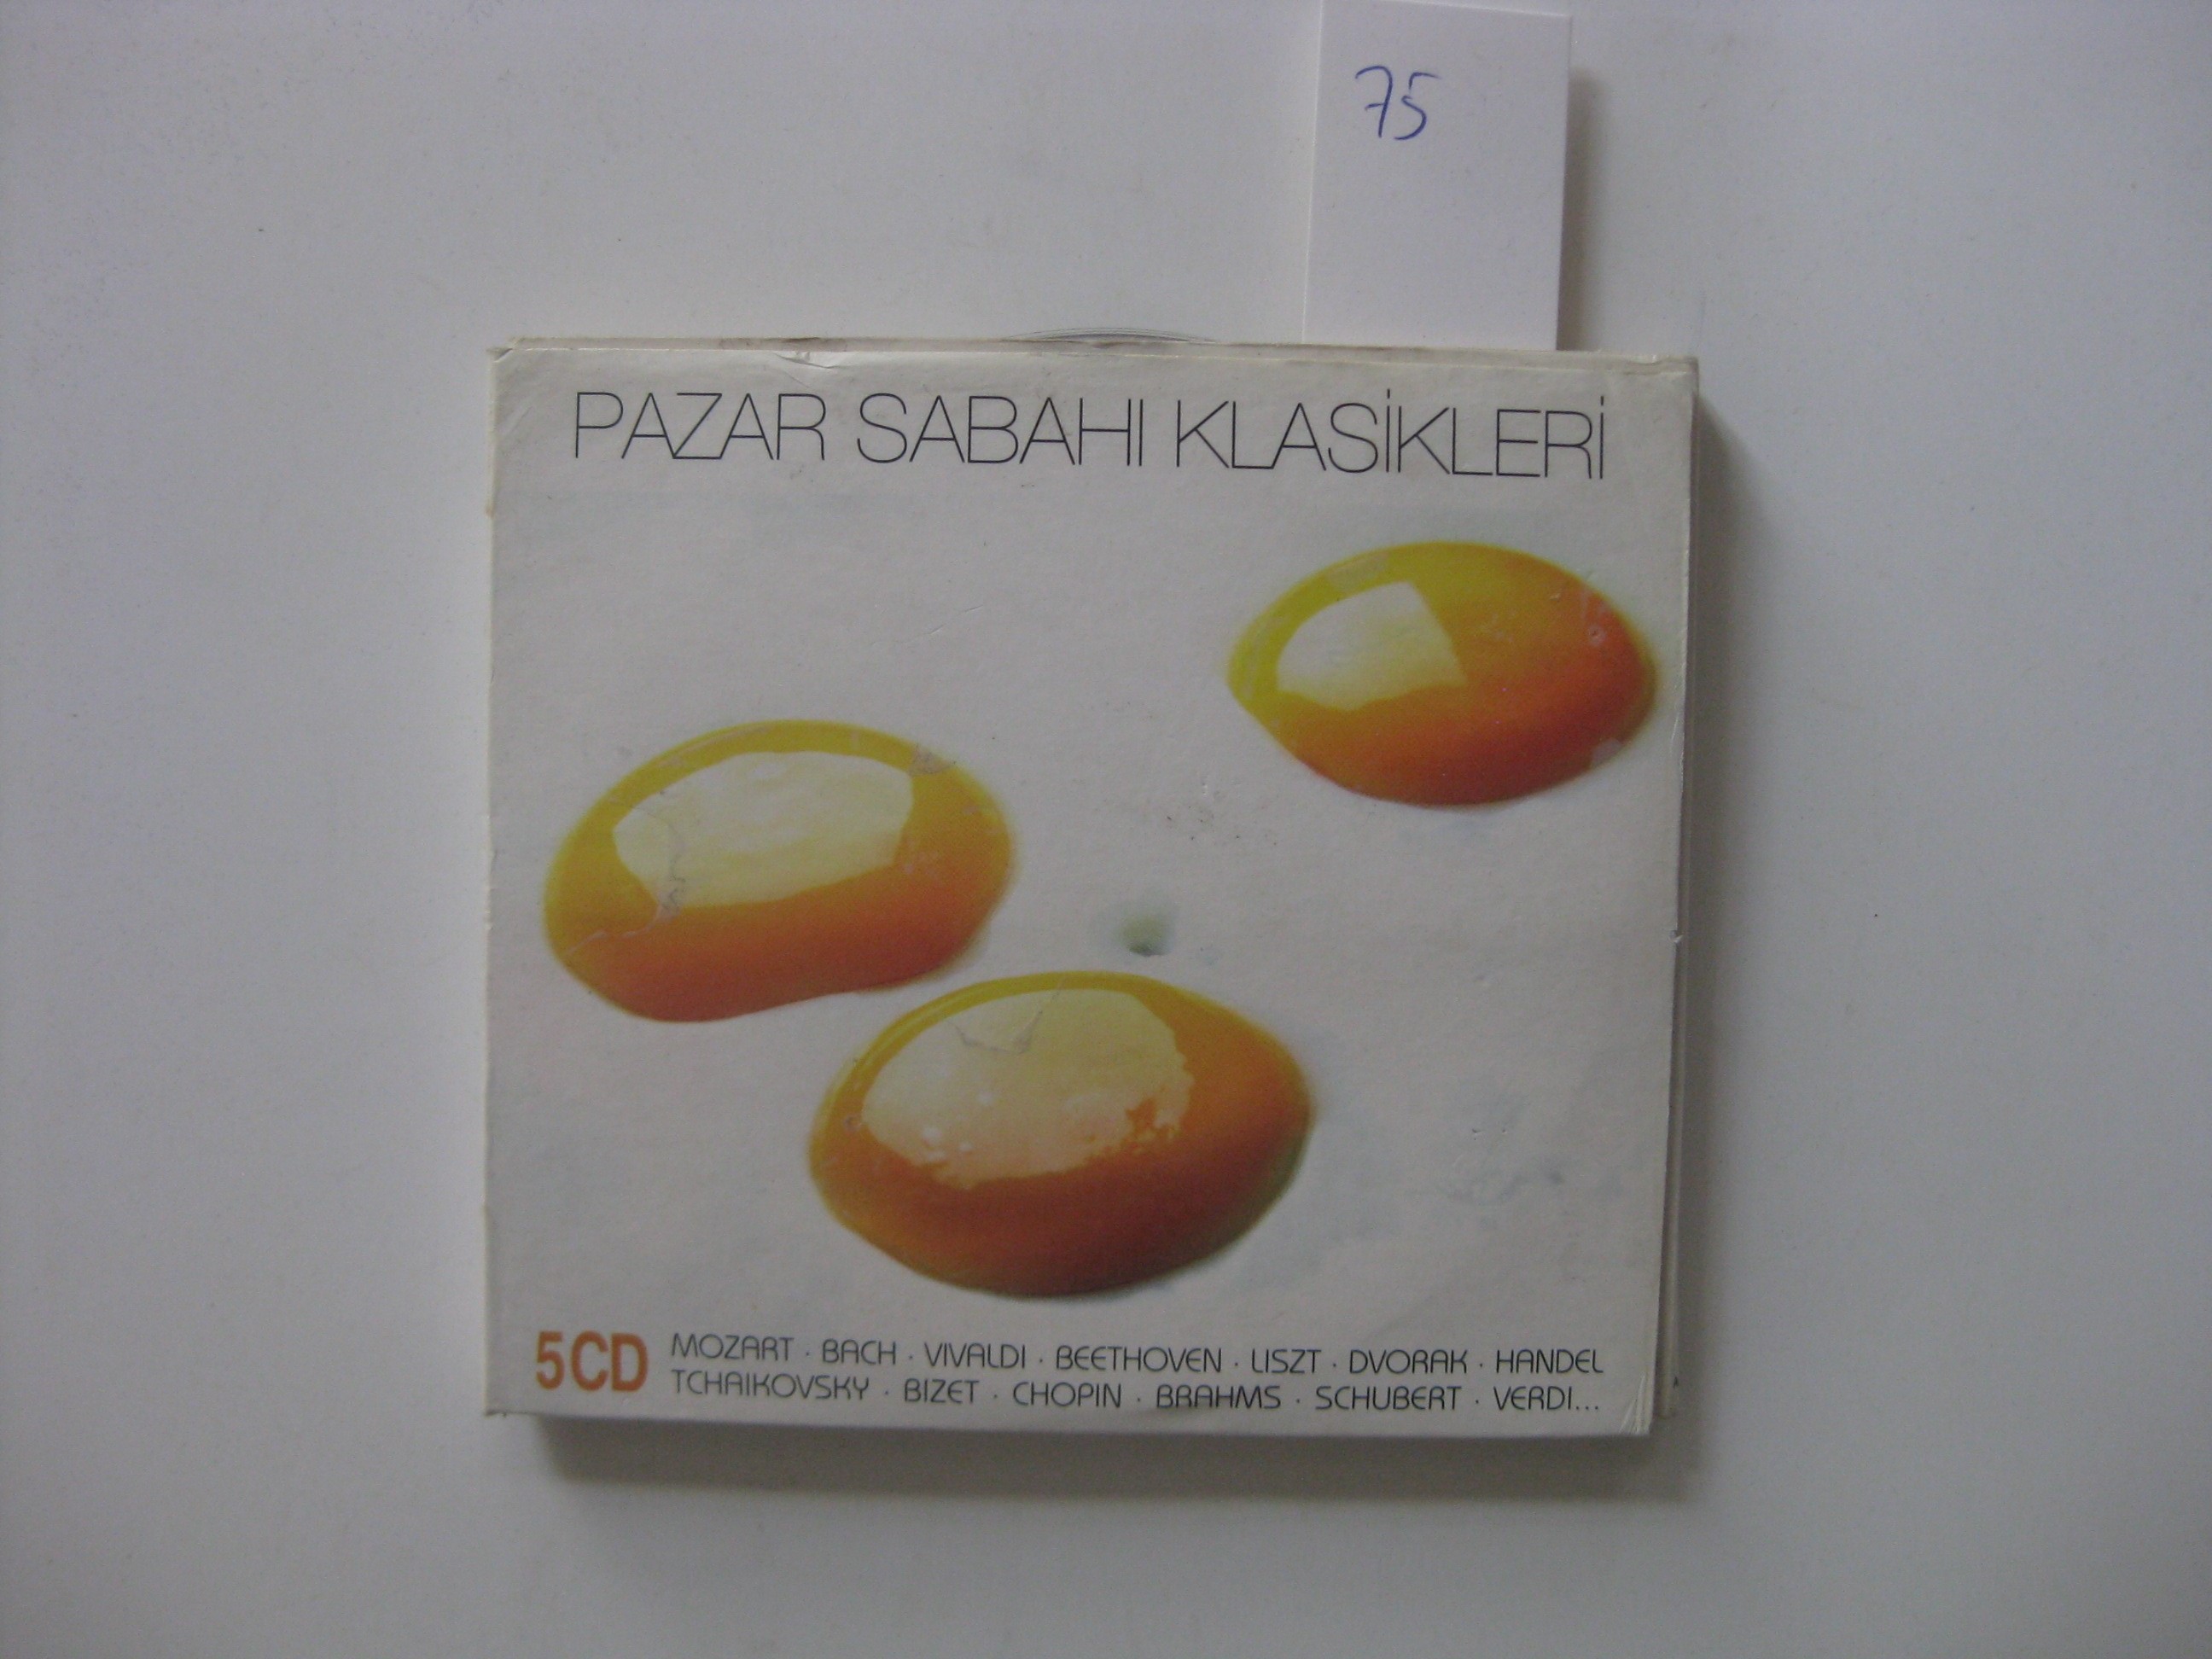 75
PAZAR SABAHI KLASİKLERİ
5CD
MOZART · BACH · VIVALDI · BEETHOVEN · LISZT · DVORAK · HANDEL
TCHAIKOVSKY · BIZET · CHOPIN · BRAHMS · SCHUBERT · VERDI...